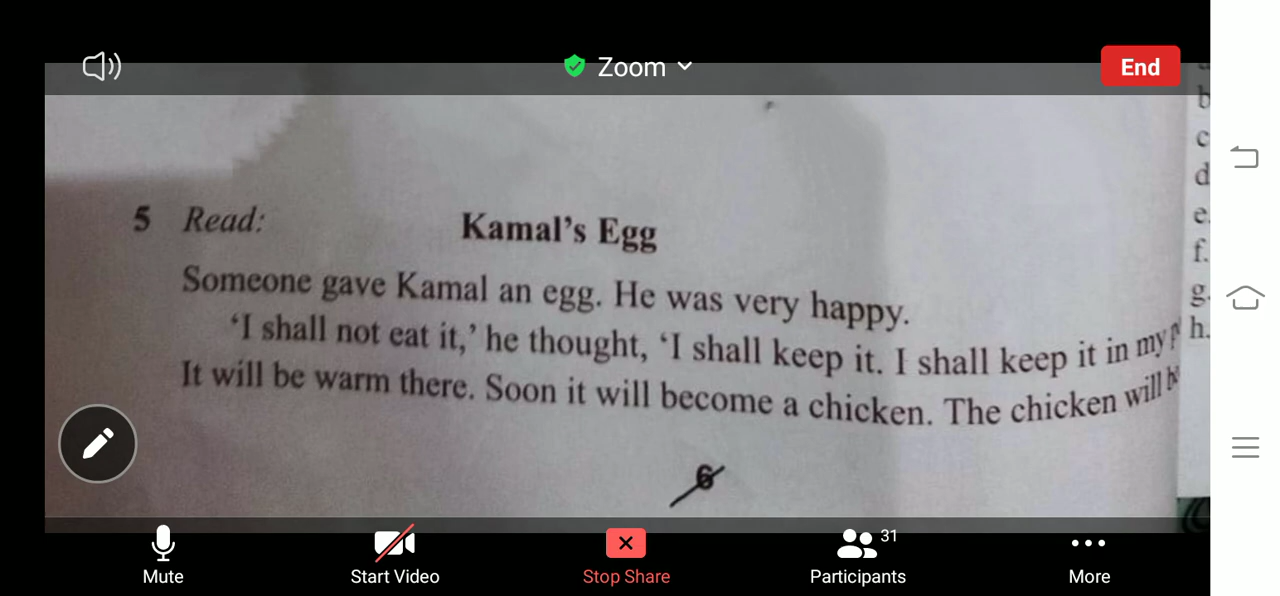 Zoom
End
5 Read:
Kamal's Egg
Someone gave Kamal an egg. He was very happy.
'I shall not eat it,' he thought, 'I shall keep it. I shall keep it in my
It will be warm there. Soon it will become a chicken. The chicken will
6
b
c
d
e.
f.
g.
h.
Mute
Start Video
Stop Share
Participants
31
More